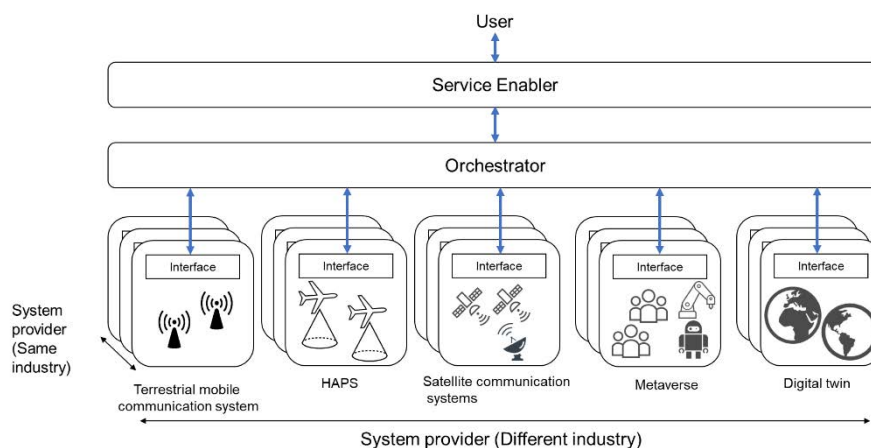 User
Service Enabler
Orchestrator
Interface
Interface
Interface
Interface
Interface
System
provider
(Same
industry)
Terrestrial mobile
communication system
HAPS
Satellite communication
systems
Metaverse
Digital twin
System provider (Different industry)